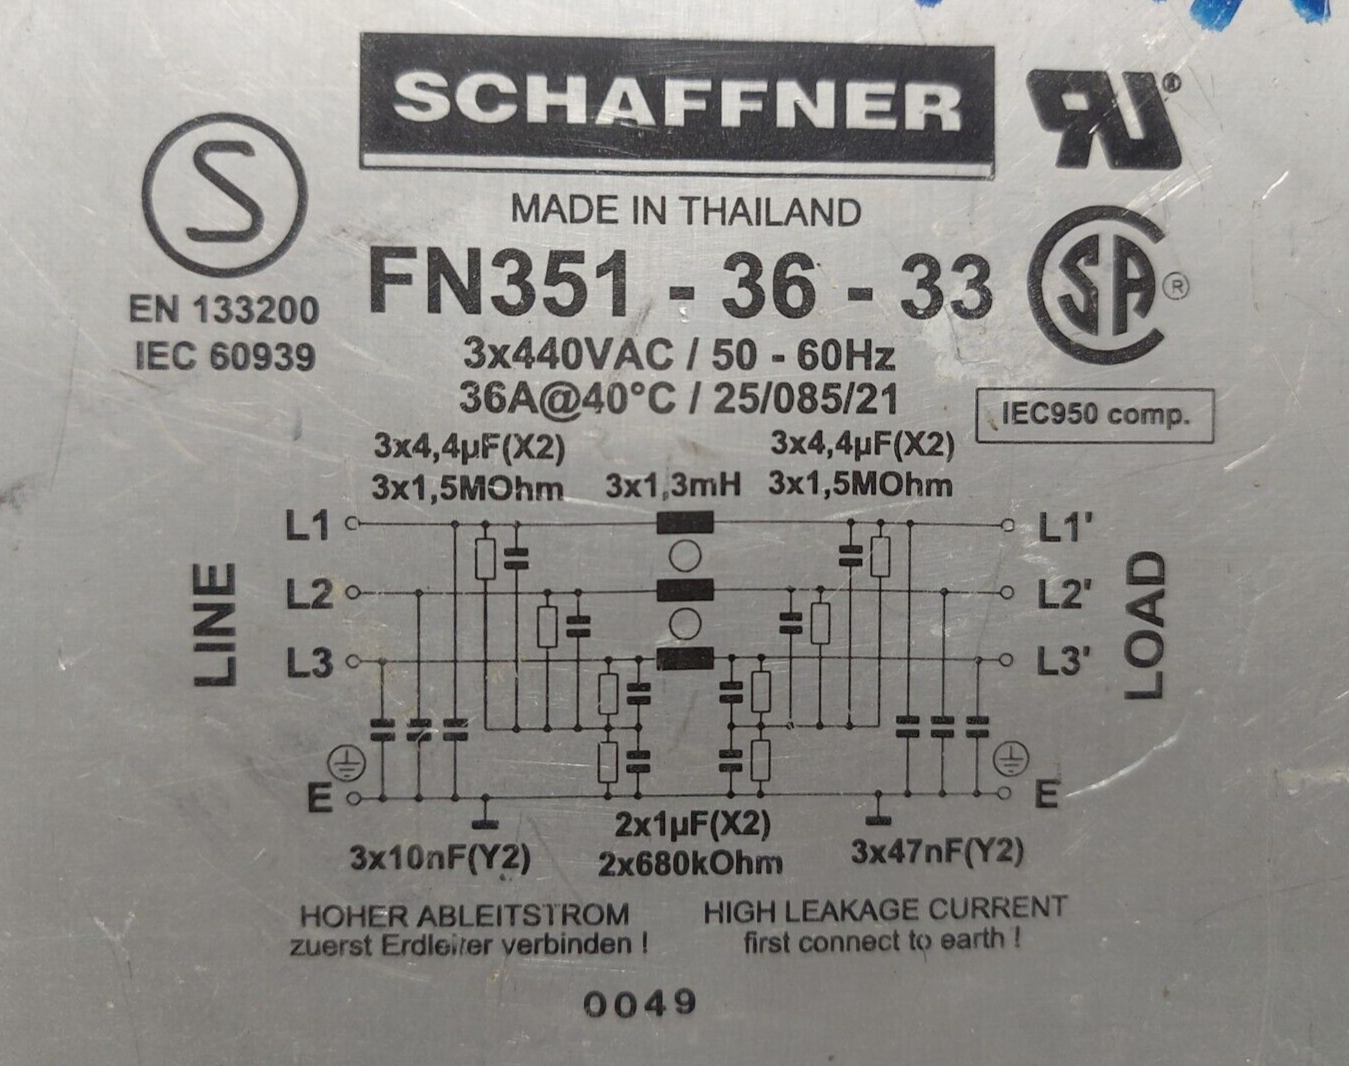 SCHAFFNER
MADE IN THAILAND
FN351 - 36 - 33
EN 133200
IEC 60939
3x440VAC / 50 - 60Hz
36A@40°C / 25/085/21
IEC950 comp.
3x4,4µF(X2)
3x1,5MOhm
3x1,3mH
3x4,4µF(X2)
3x1,5MOhm
LINE
L1
L2
L3
E
L1'
L2'
L3'
E
LOAD
3x10nF(Y2)
2x1µF(X2)
2x680kOhm
3x47nF(Y2)
HOHER ABLEITSTROM
zuerst Erdleiter verbinden !
HIGH LEAKAGE CURRENT
first connect to earth !
0049